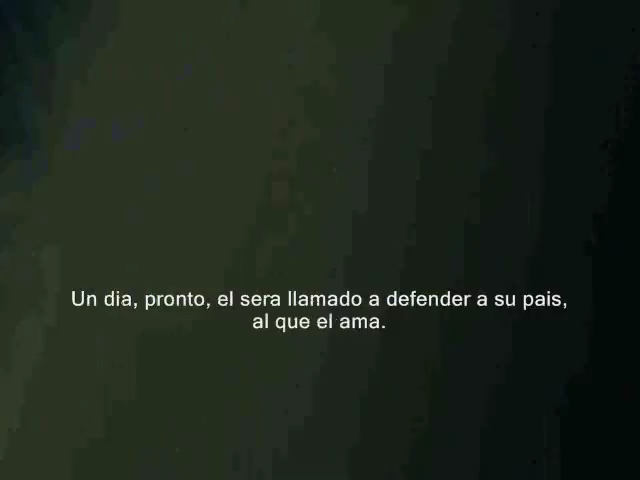 Un dia, pronto, el sera llamado a defender a su pais,
al que el ama.